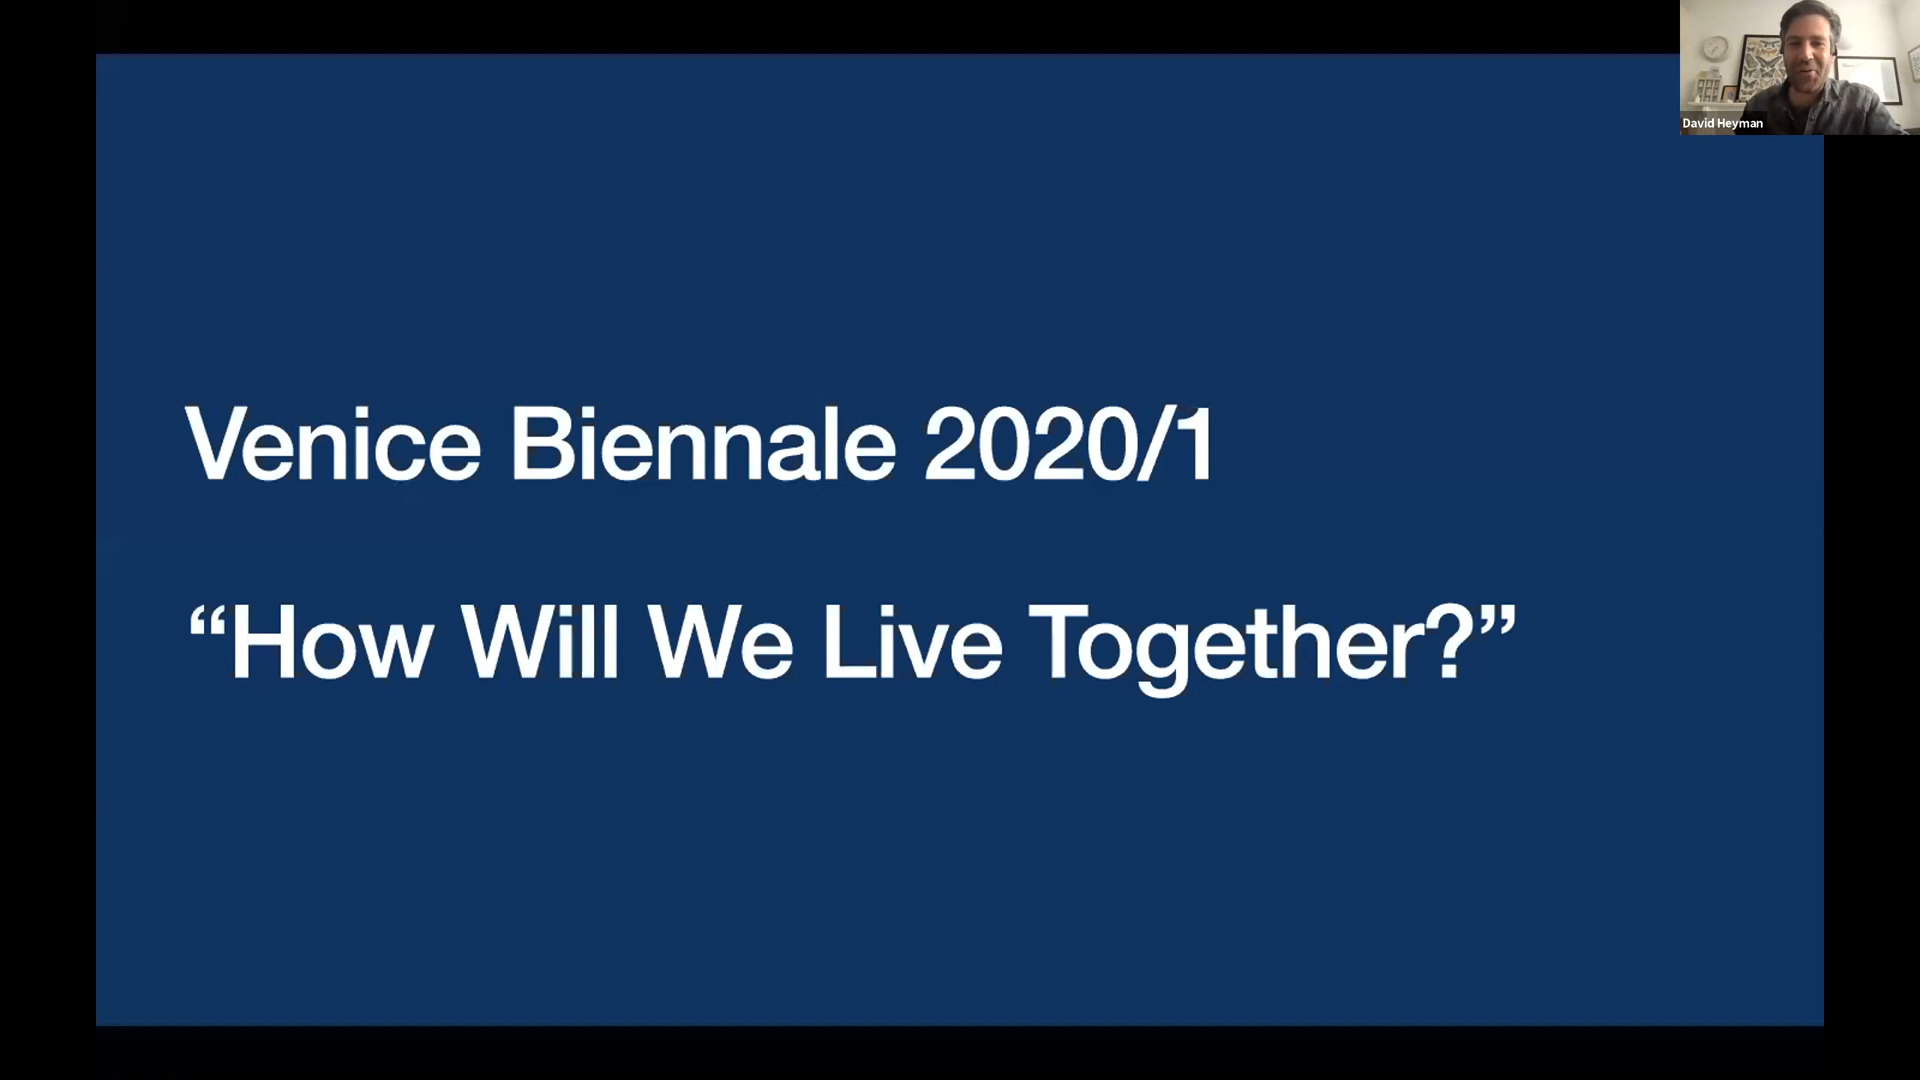 David Heyman
Venice Biennale 2020/1
“How Will We Live Together?”